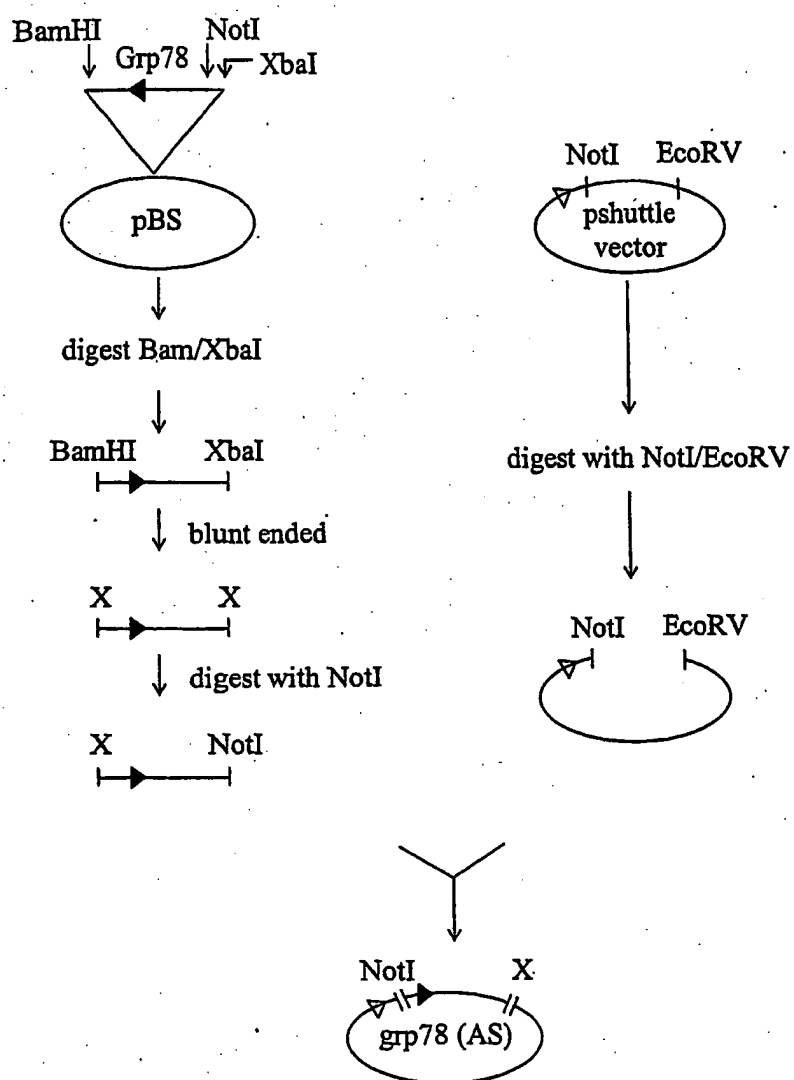 BamHI
NotI
Grp78
XbaI
pBS
digest Bam/XbaI
BamHI XbaI
blunt ended
X X
digest with NotI
X NotI
NotI EcoRV
pshuttle
vector
digest with NotI/EcoRV
NotI EcoRV
NotI X
grp78 (AS)